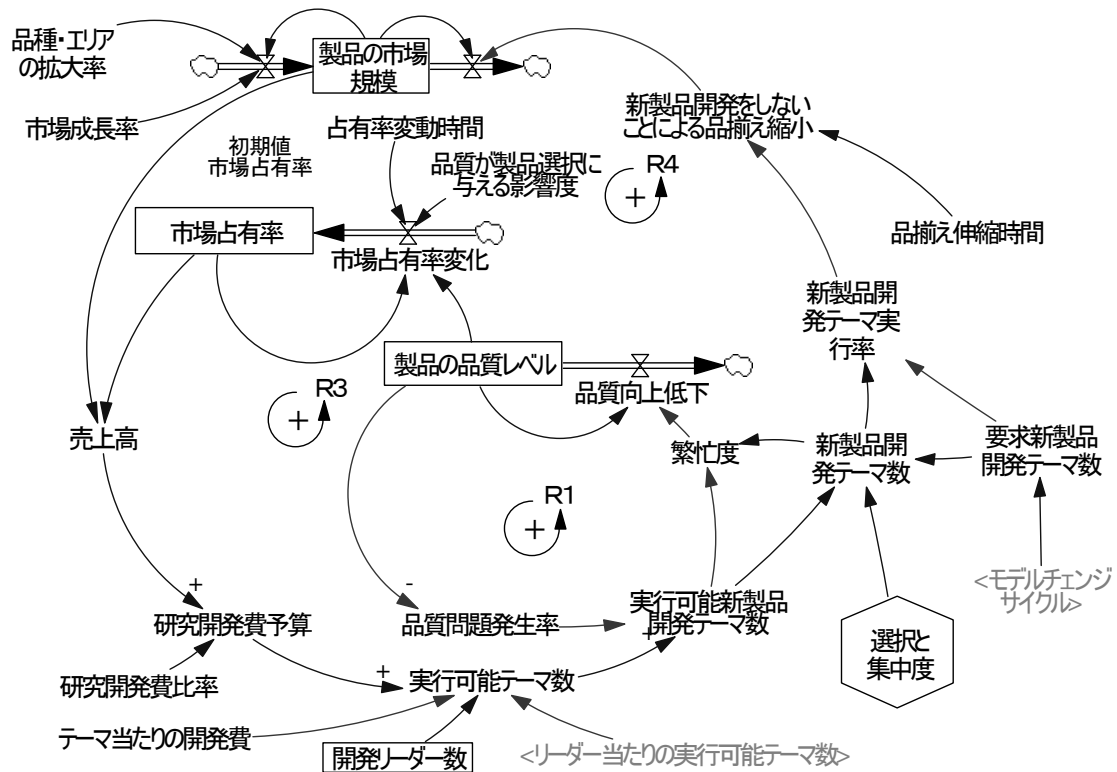 品種・エリア
の拡大率
製品の市場
規模
市場成長率
初期値
市場占有率
占有率変動時間
品質が製品選択に
与える影響度
新製品開発をしない
ことによる品揃え縮小
R4
+
品揃え伸縮時間
市場占有率
市場占有率変化
新製品開
発テーマ実
行率
製品の品質レベル
品質向上低下
R3
+
売上高
繁忙度
新製品開
発テーマ数
要求新製品
開発テーマ数
R1
+
<モデルチェンジ
サイクル>
+
研究開発費予算
-
品質問題発生率
実行可能新製品
開発テーマ数
+
選択と
集中度
研究開発費比率
+
実行可能テーマ数
テーマ当たりの開発費
開発リーダー数
<リーダー当たりの実行可能テーマ数>